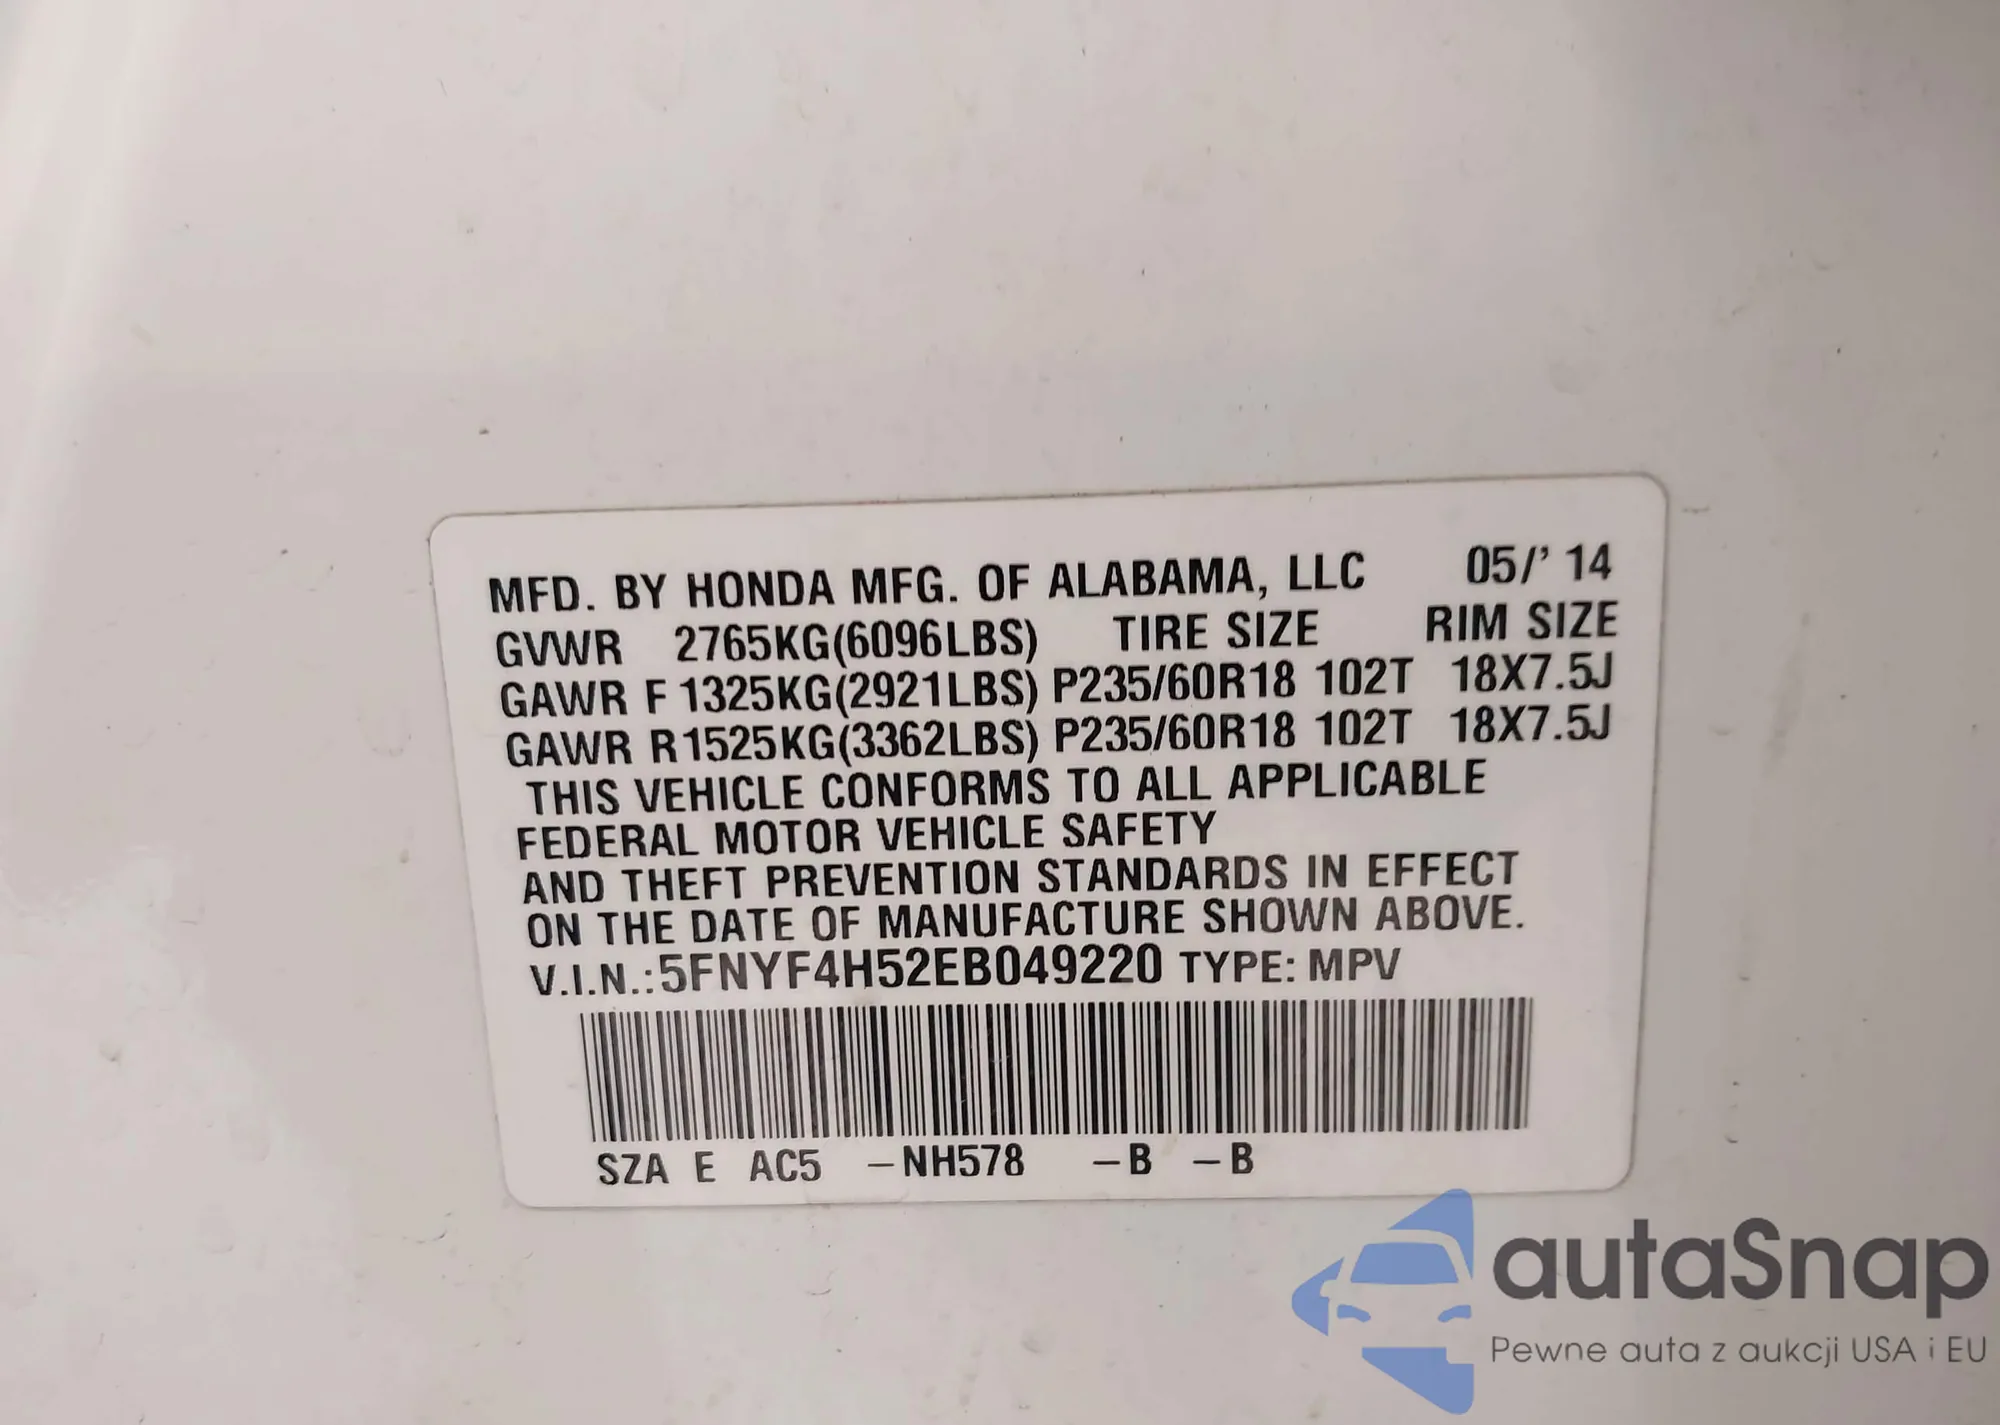 MFD. BY HONDA MFG. OF ALABAMA, LLC 05/' 14
GVWR 2765KG(6096LBS) TIRE SIZE RIM SIZE
GAWR F 1325KG(2921LBS) P235/60R18 102T 18X7.5J
GAWR R 1525KG(3362LBS) P235/60R18 102T 18X7.5J
THIS VEHICLE CONFORMS TO ALL APPLICABLE
FEDERAL MOTOR VEHICLE SAFETY
AND THEFT PREVENTION STANDARDS IN EFFECT
ON THE DATE OF MANUFACTURE SHOWN ABOVE.
V.I.N.:5FNYF4H52EB049220 TYPE: MPV
SZA E AC5 -NH578 -B -B
autaSnap
Pewne auta z aukcji USA i EU